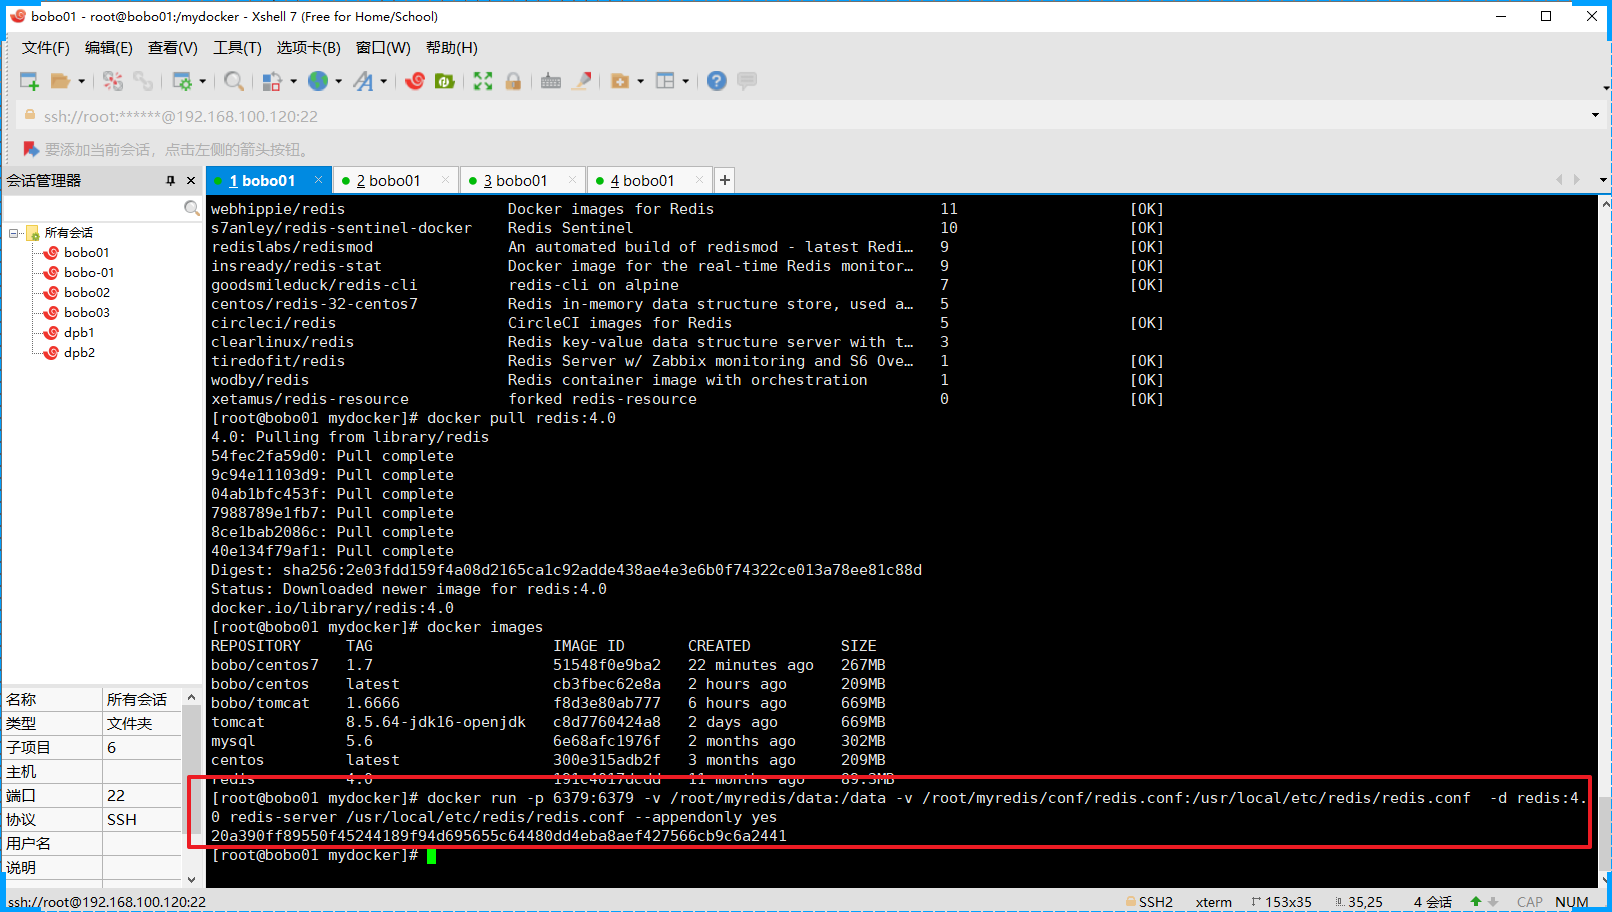 bobo01 - root@bobo01:/mydocker - Xshell 7 (Free for Home/School)
文件(F) 编辑(E) 查看(V) 工具(T) 选项卡(B) 窗口(W) 帮助(H)
ssh://root:******@192.168.100.120:22
要添加当前会话，点击左侧的箭头按钮。
会话管理器
1 bobo01 2 bobo01 3 bobo01 4 bobo01
所有会话
bobo01
bobo-01
bobo02
bobo03
dpb1
dpb2
名称 所有会话
类型 文件夹
子项目 6
主机
端口 22
协议 SSH
用户名
说明
webhippie/redis Docker images for Redis 11 [OK]
s7anley/redis-sentinel-docker Redis Sentinel 10 [OK]
redislabs/redismod An automated build of redismod - latest Redi… 9 [OK]
insready/redis-stat Docker image for the real-time Redis monitor… 9 [OK]
goodsmileduck/redis-cli redis-cli on alpine 7 [OK]
centos/redis-32-centos7 Redis in-memory data structure store, used a… 5
circleci/redis CircleCI images for Redis 5 [OK]
clearlinux/redis Redis key-value data structure server with t… 3
tiredofit/redis Redis Server w/ Zabbix monitoring and S6 Ove… 1 [OK]
wodby/redis Redis container image with orchestration 1 [OK]
xetamus/redis-resource forked redis-resource 0 [OK]
[root@bobo01 mydocker]# docker pull redis:4.0
4.0: Pulling from library/redis
54fec2fa59d0: Pull complete
9c94e11103d9: Pull complete
04ab1bfc453f: Pull complete
7988789e1fb7: Pull complete
8ce1bab2086c: Pull complete
40e134f79af1: Pull complete
Digest: sha256:2e03fdd159f4a08d2165ca1c92adde438ae4e3e6b0f74322ce013a78ee81c88d
Status: Downloaded newer image for redis:4.0
docker.io/library/redis:4.0
[root@bobo01 mydocker]# docker images
REPOSITORY TAG IMAGE ID CREATED SIZE
bobo/centos7 1.7 51548f0e9ba2 22 minutes ago 267MB
bobo/centos latest cb3fbec62e8a 2 hours ago 209MB
bobo/tomcat 1.6666 f8d3e80ab777 6 hours ago 669MB
tomcat 8.5.64-jdk16-openjdk c8d7760424a8 2 days ago 669MB
mysql 5.6 6e68afc1976f 2 months ago 302MB
centos latest 300e315adb2f 3 months ago 209MB
redis 4.0 191c4017dcdd 11 months ago 89.3MB
[root@bobo01 mydocker]# docker run -p 6379:6379 -v /root/myredis/data:/data -v /root/myredis/conf/redis.conf:/usr/local/etc/redis/redis.conf -d redis:4.
0 redis-server /usr/local/etc/redis/redis.conf --appendonly yes
20a390ff89550f45244189f94d695655c64480dd4eba8aef427566cb9c6a2441
[root@bobo01 mydocker]#
ssh://root@192.168.100.120:22 SSH2 xterm 153x35 35,25 4 会话 CAP NUM